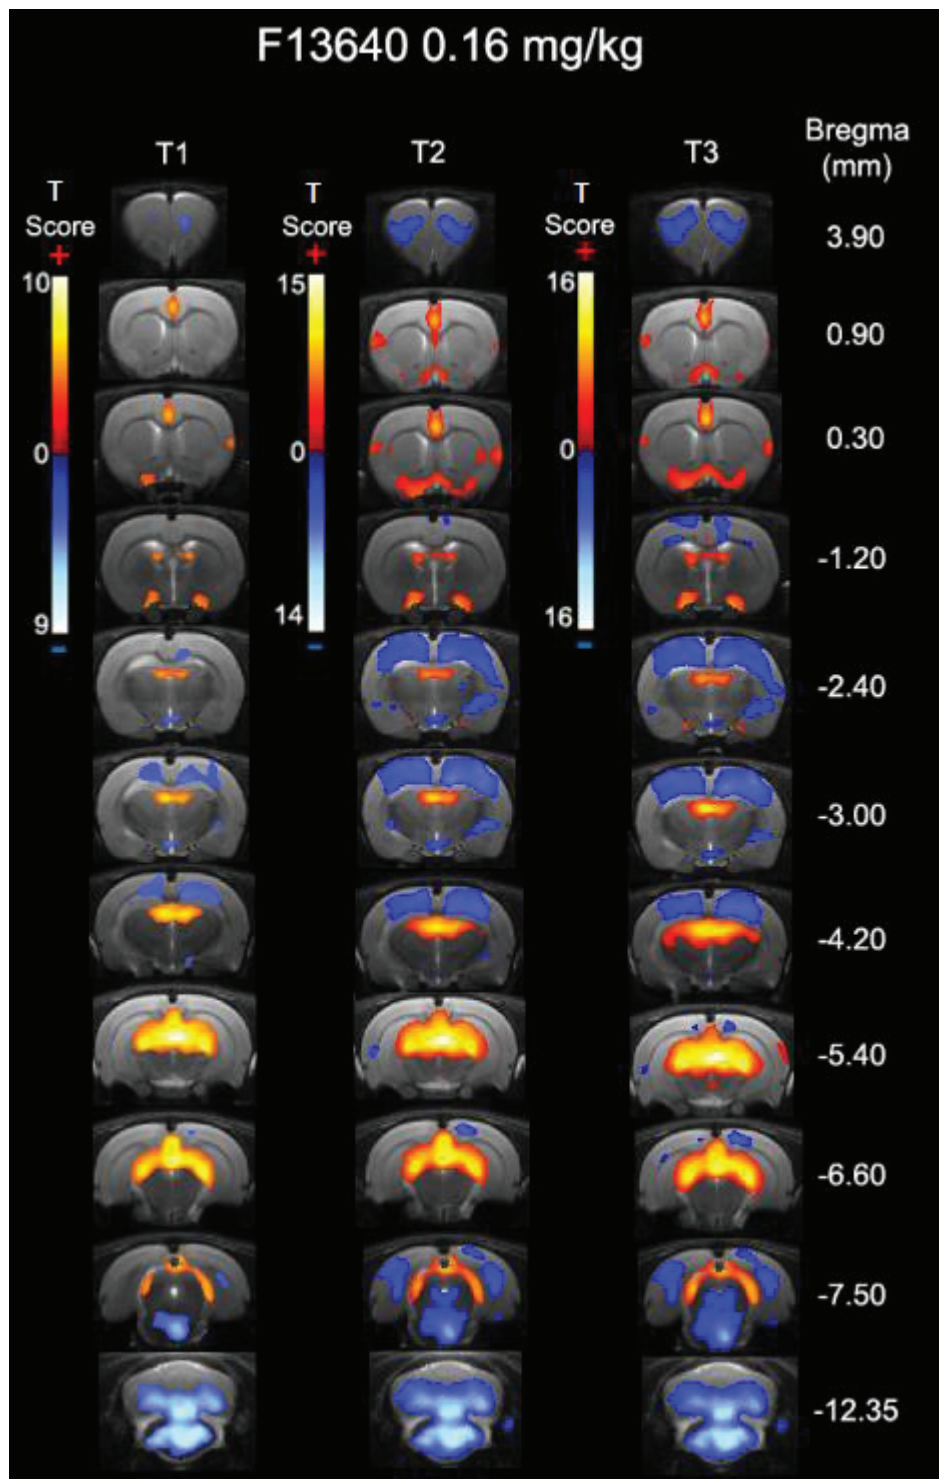 F13640 0.16 mg/kg
Bregma
(mm)
T1
T2
T3
T
Score
+
T
Score
+
T
Score
+
3.90
10
15
16
0.90
0
0
0
0.30
-1.20
9
14
16
-
-
-
-2.40
-3.00
-4.20
-5.40
-6.60
-7.50
-12.35